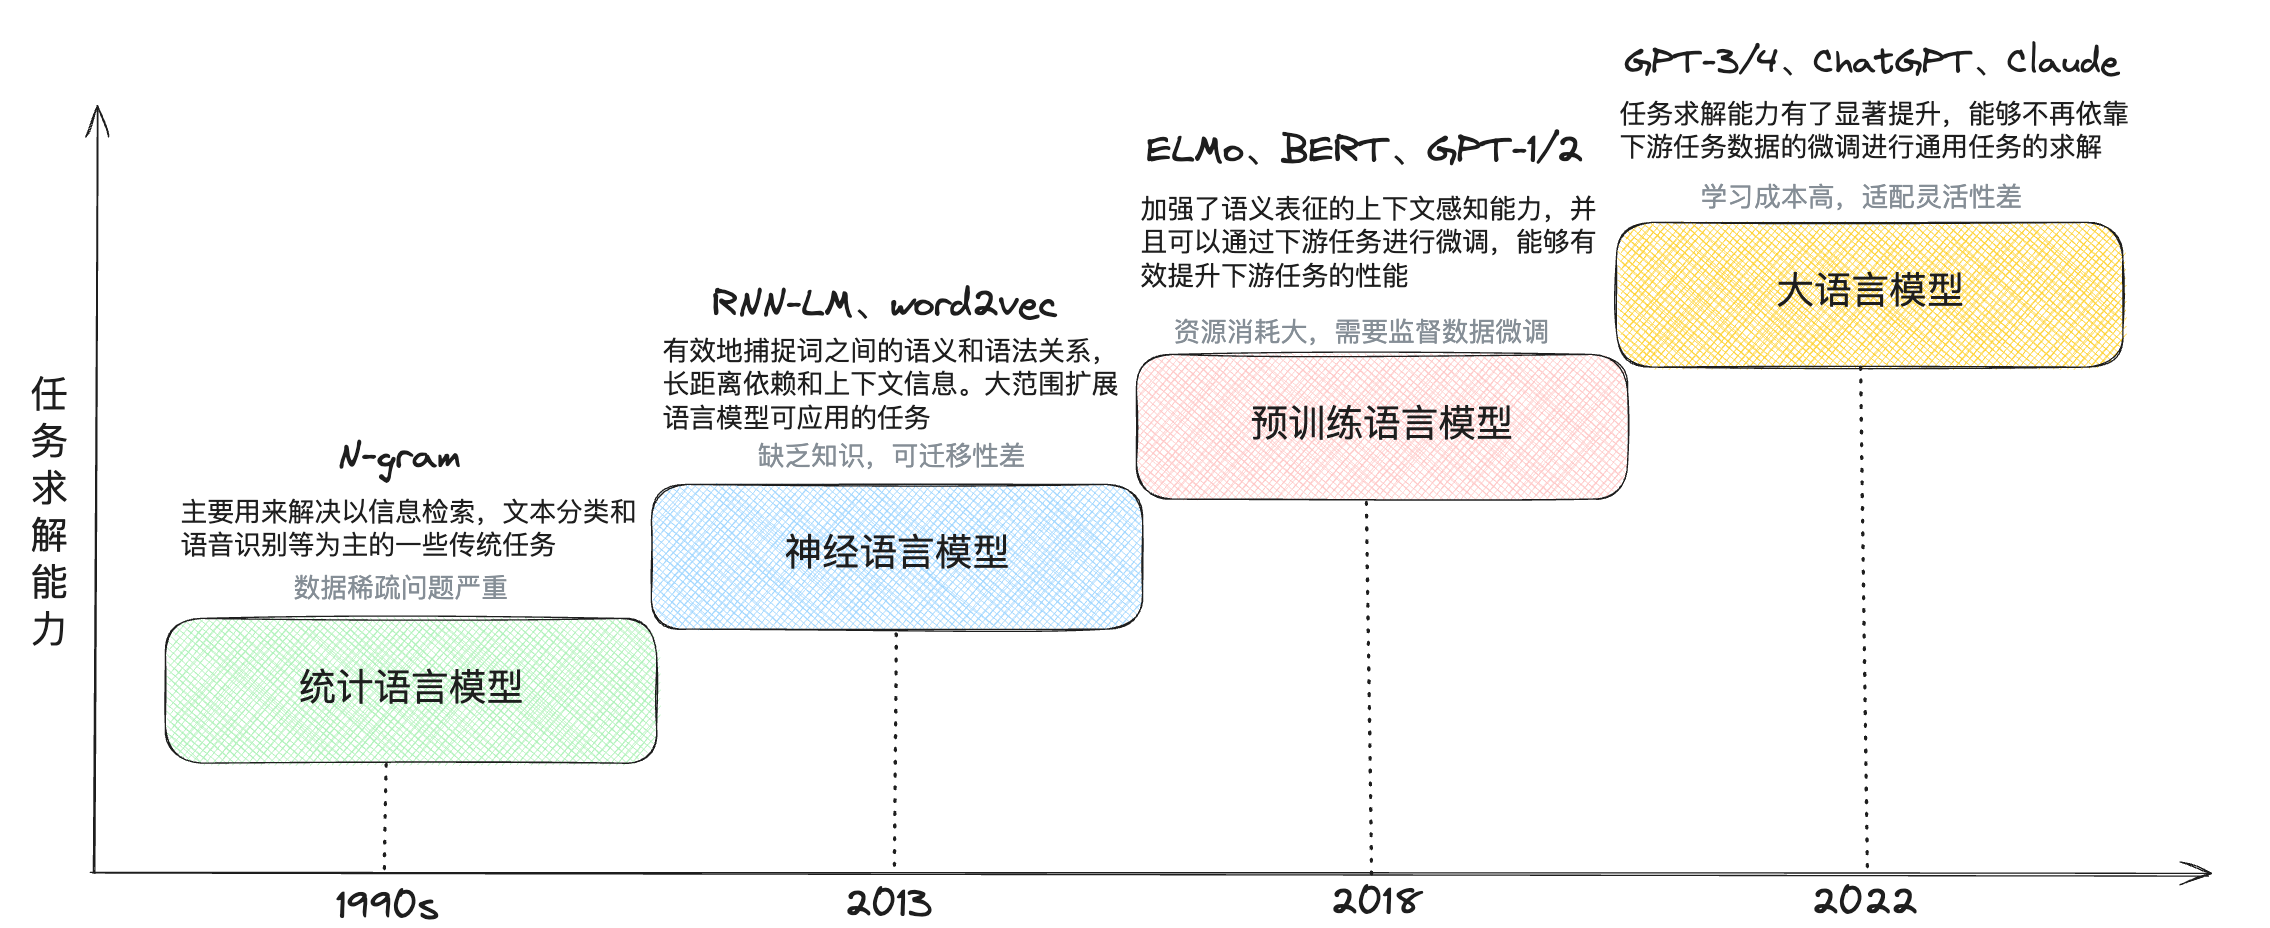 任务求解能力
N-gram
主要用来解决以信息检索，文本分类和
语音识别等为主的一些传统任务
数据稀疏问题严重
统计语言模型
1990s
RNN-LM、word2vec
有效地捕捉词之间的语义和语法关系，
长距离依赖和上下文信息。大范围扩展
语言模型可应用的任务
缺乏知识，可迁移性差
神经语言模型
2013
ELMo、BERT、GPT-1/2
加强了语义表征的上下文感知能力，并
且可以通过下游任务进行微调，能够有
效提升下游任务的性能
资源消耗大，需要监督数据微调
预训练语言模型
2018
GPT-3/4、ChatGPT、Claude
任务求解能力有了显著提升，能够不再依靠
下游任务数据的微调进行通用任务的求解
学习成本高，适配灵活性差
大语言模型
2022